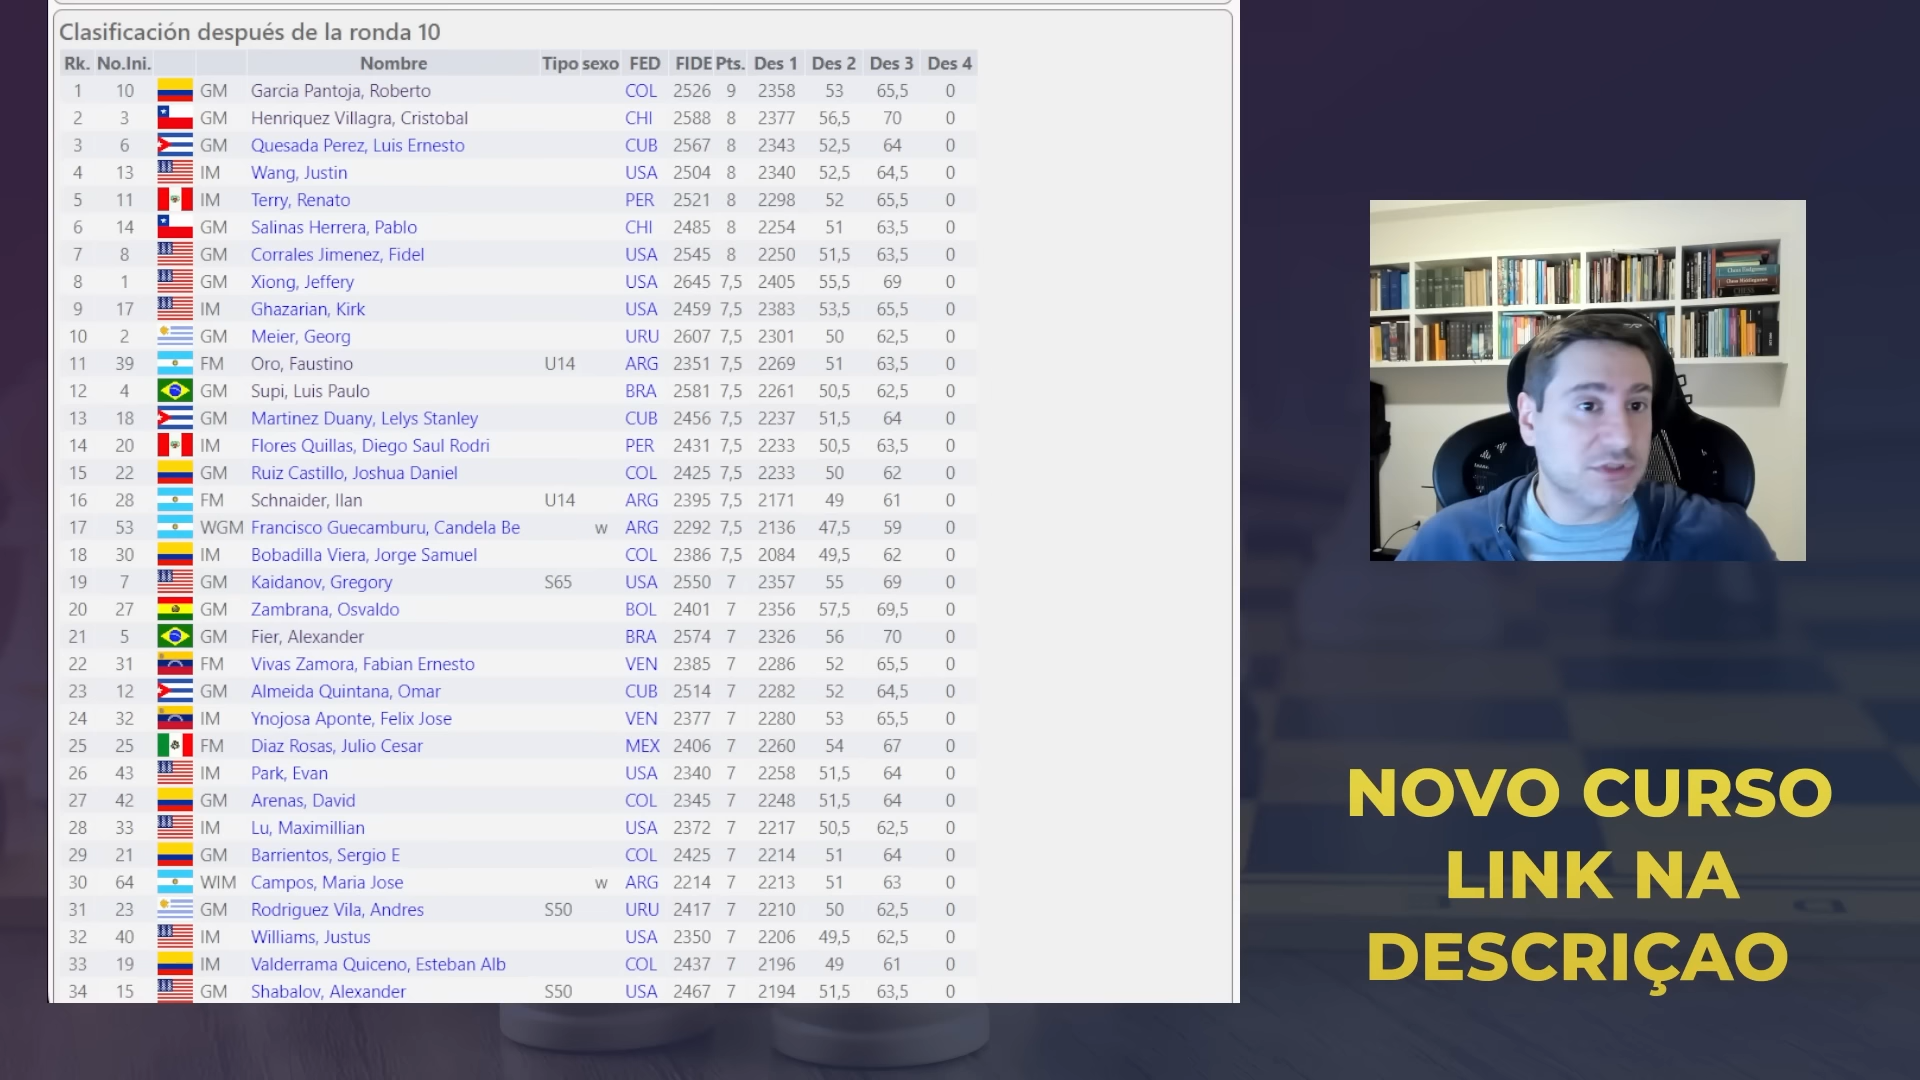 Clasificación después de la ronda 10
Rk. No.Ini. Nombre Tipo sexo FED FIDE Pts. Des 1 Des 2 Des 3 Des 4
1 10 GM Garcia Pantoja, Roberto COL 2526 9 2358 53 65,5 0
2 3 GM Henriquez Villagra, Cristobal CHI 2588 8 2377 56,5 70 0
3 6 GM Quesada Perez, Luis Ernesto CUB 2567 8 2343 52,5 64 0
4 13 IM Wang, Justin USA 2504 8 2340 52,5 64,5 0
5 11 IM Terry, Renato PER 2521 8 2298 52 65,5 0
6 14 GM Salinas Herrera, Pablo CHI 2485 8 2254 51 63,5 0
7 8 GM Corrales Jimenez, Fidel USA 2545 8 2250 51,5 63,5 0
8 1 GM Xiong, Jeffery USA 2645 7,5 2405 55,5 69 0
9 17 IM Ghazarian, Kirk USA 2459 7,5 2383 53,5 65,5 0
10 2 GM Meier, Georg URU 2607 7,5 2301 50 62,5 0
11 39 FM Oro, Faustino U14 ARG 2351 7,5 2269 51 63,5 0
12 4 GM Supi, Luis Paulo BRA 2581 7,5 2261 50,5 62,5 0
13 18 GM Martinez Duany, Lelys Stanley CUB 2456 7,5 2237 51,5 64 0
14 20 IM Flores Quillas, Diego Saul Rodri PER 2431 7,5 2233 50,5 63,5 0
15 22 GM Ruiz Castillo, Joshua Daniel COL 2425 7,5 2233 50 62 0
16 28 FM Schnaider, Ilan U14 ARG 2395 7,5 2171 49 61 0
17 53 WGM Francisco Guecamburu, Candela Be w ARG 2292 7,5 2136 47,5 59 0
18 30 IM Bobadilla Viera, Jorge Samuel COL 2386 7,5 2084 49,5 62 0
19 7 GM Kaidanov, Gregory S65 USA 2550 7 2357 55 69 0
20 27 GM Zambrana, Osvaldo BOL 2401 7 2356 57,5 69,5 0
21 5 GM Fier, Alexander BRA 2574 7 2326 56 70 0
22 31 FM Vivas Zamora, Fabian Ernesto VEN 2385 7 2286 52 65,5 0
23 12 GM Almeida Quintana, Omar CUB 2514 7 2282 52 64,5 0
24 32 IM Ynojosa Aponte, Felix Jose VEN 2377 7 2280 53 65,5 0
25 25 FM Diaz Rosas, Julio Cesar MEX 2406 7 2260 54 67 0
26 43 IM Park, Evan USA 2340 7 2258 51,5 64 0
27 42 GM Arenas, David COL 2345 7 2248 51,5 64 0
28 33 IM Lu, Maximillian USA 2372 7 2217 50,5 62,5 0
29 21 GM Barrientos, Sergio E COL 2425 7 2214 51 64 0
30 64 WIM Campos, Maria Jose w ARG 2214 7 2213 51 63 0
31 23 GM Rodriguez Vila, Andres S50 URU 2417 7 2210 50 62,5 0
32 40 IM Williams, Justus USA 2350 7 2206 49,5 62,5 0
33 19 IM Valderrama Quiceno, Esteban Alb COL 2437 7 2196 49 61 0
34 15 GM Shabalov, Alexander S50 USA 2467 7 2194 51,5 63,5 0
NOVO CURSO
LINK NA
DESCRIÇAO